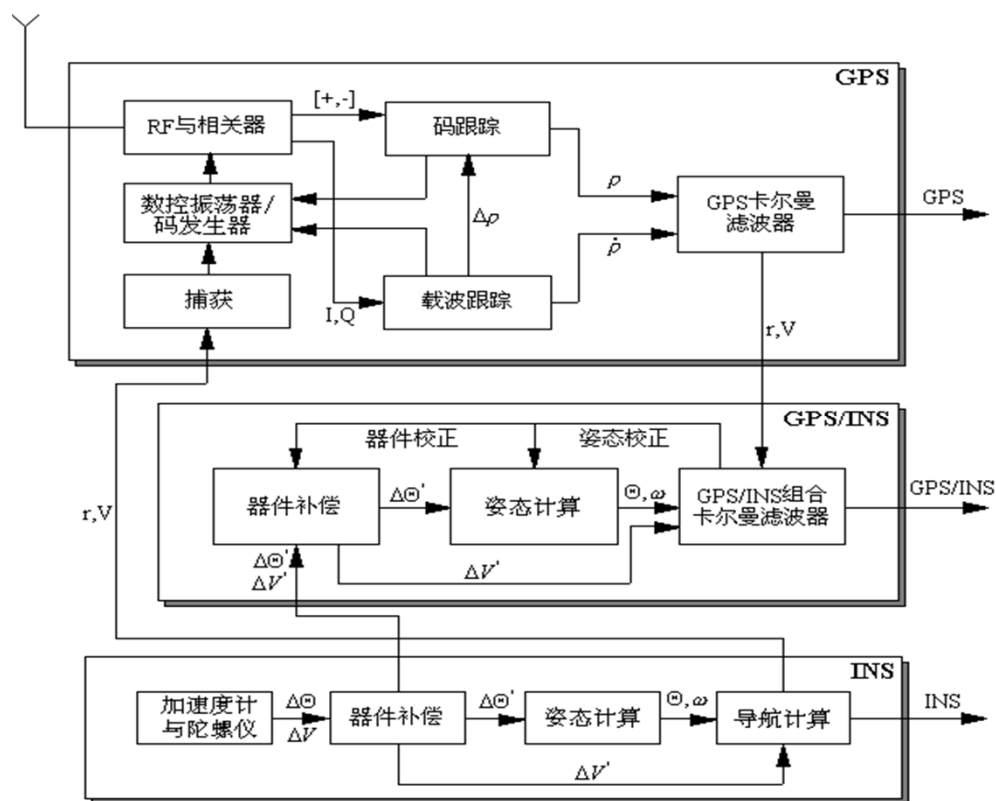 GPS
[+,-]
RF与相关器
码跟踪
数控振荡器/
码发生器
Δρ
ρ
ρ̇
GPS卡尔曼
滤波器
GPS
捕获
I,Q
载波跟踪
r,V
GPS/INS
器件校正
姿态校正
器件补偿
ΔΘ'
姿态计算
Θ,ω
GPS/INS组合
卡尔曼滤波器
GPS/INS
r,V
ΔΘ'
ΔV'
ΔV'
INS
加速度计
与陀螺仪
ΔΘ
ΔV
器件补偿
ΔΘ'
姿态计算
Θ,ω
导航计算
INS
ΔV'